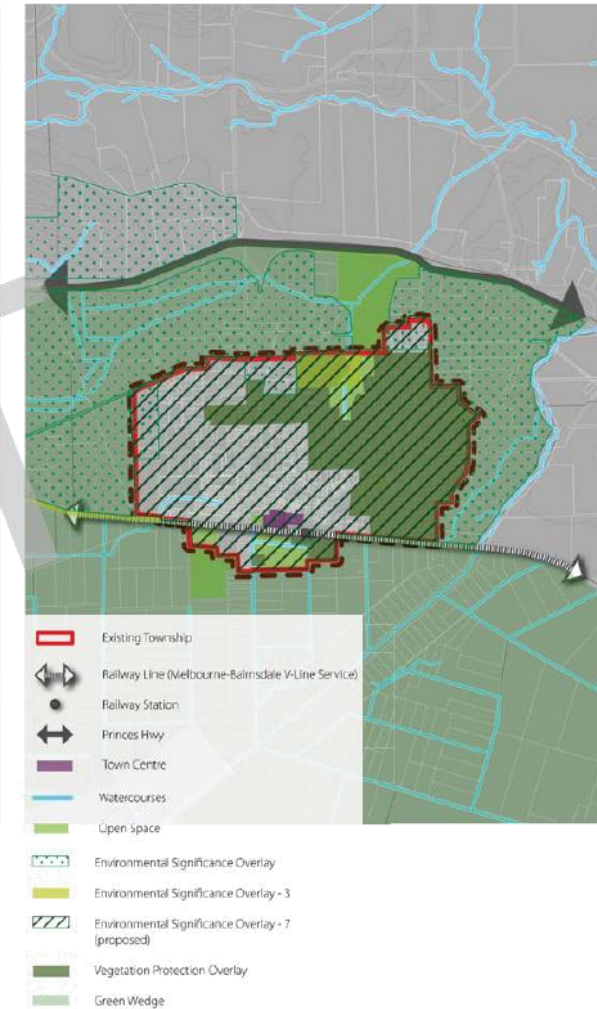 Existing Township
Railway Line (Melbourne-Bairnsdale V-Line Service)
Railway Station
Princes Hwy
Town Centre
Watercourses
Open Space
Environmental Significance Overlay
Environmental Significance Overlay - 3
Environmental Significance Overlay - 7
(proposed)
Vegetation Protection Overlay
Green Wedge